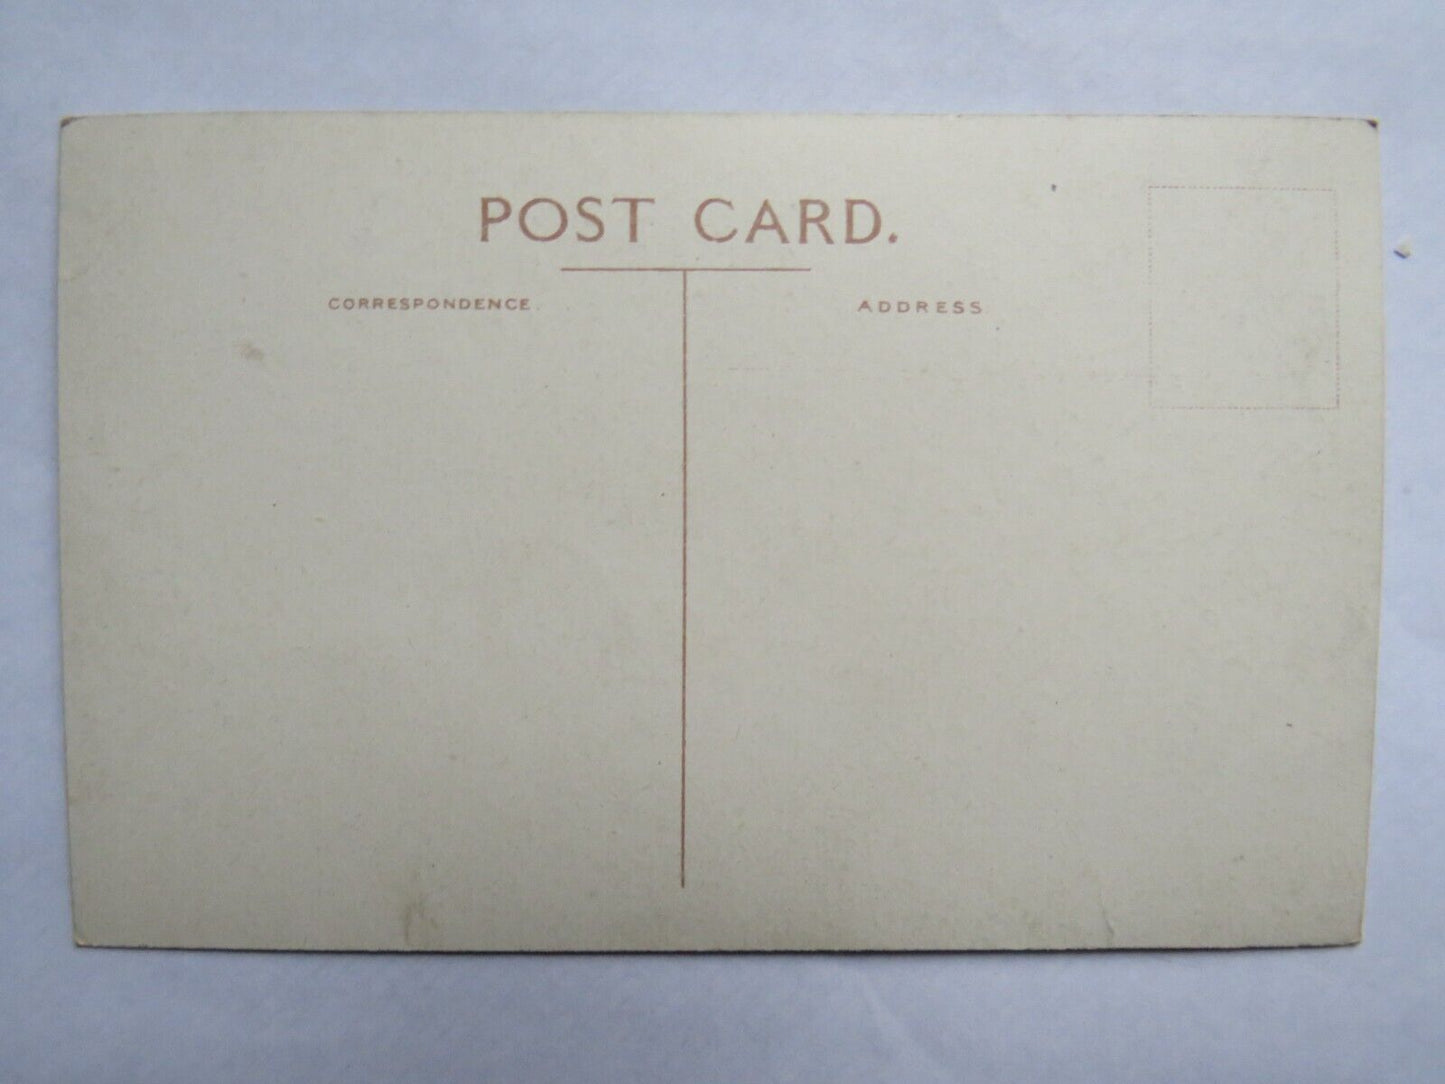 POST CARD.
CORRESPONDENCE.
ADDRESS.